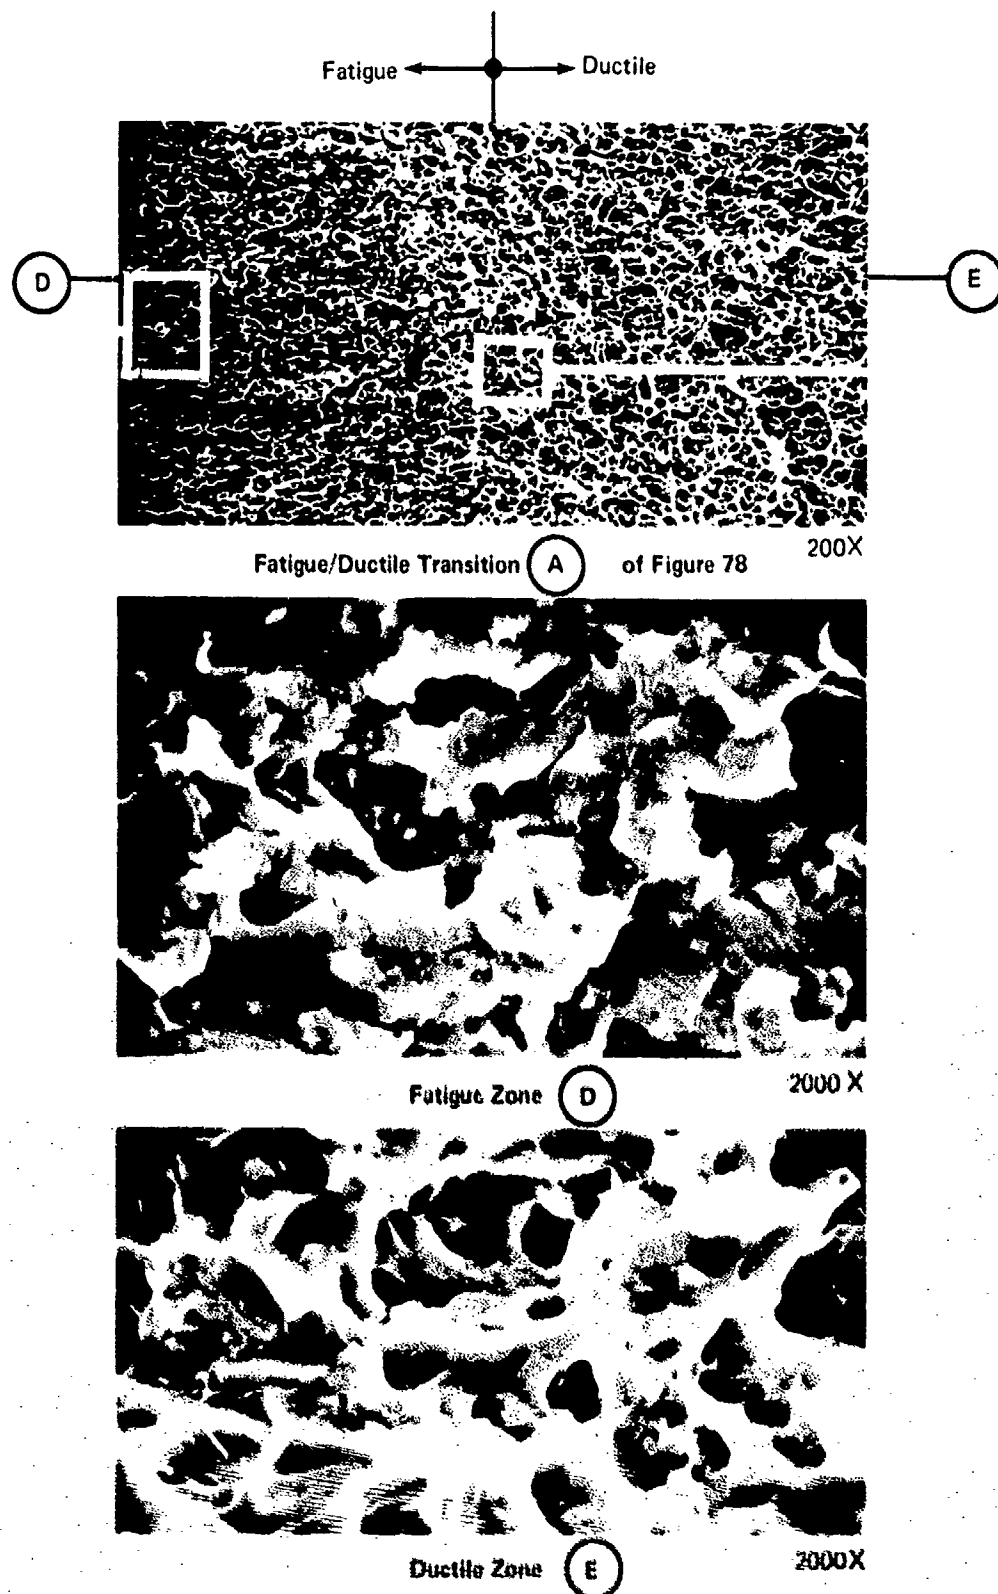 Fatigue Ductile
D E
200X
Fatigue/Ductile Transition A of Figure 78
2000 X
Fatigue Zone D
2000X
Ductile Zone E